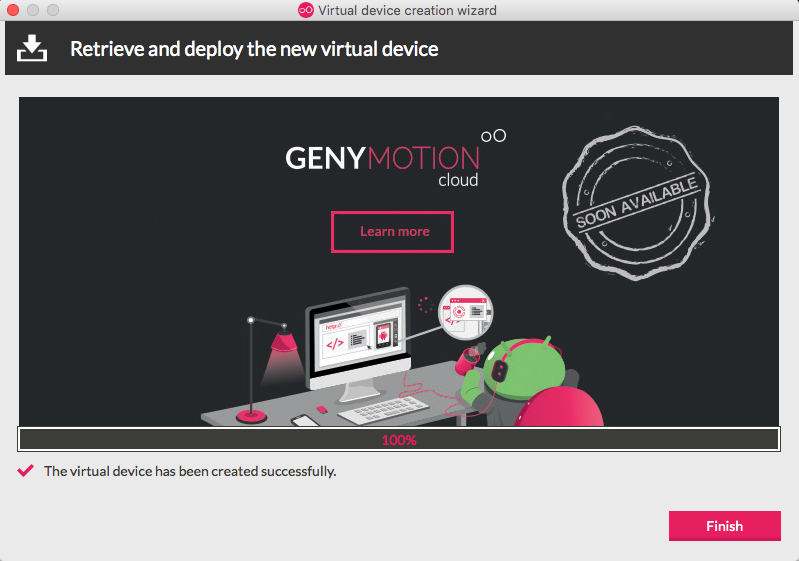 Virtual device creation wizard
Retrieve and deploy the new virtual device
GENYMOTION
cloud
SOON AVAILABLE
Learn more
http://
</>
100%
The virtual device has been created successfully.
Finish